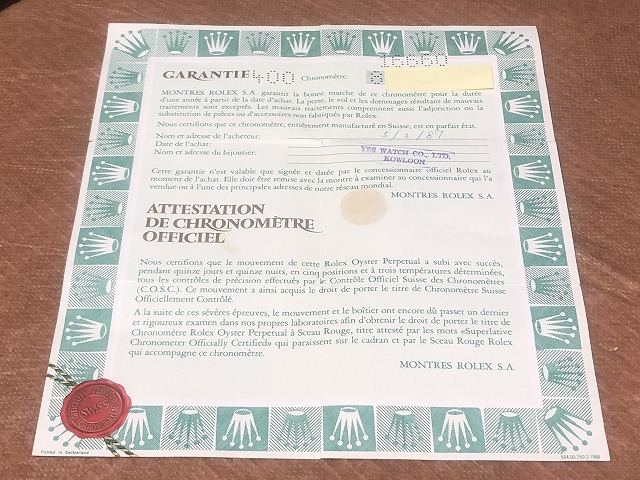 16660
GARANTIE 400 Chronomètre:
MONTRES ROLEX S.A. garantit la bonne marche de ce chronomètre pour la durée
d'une année à partir de la date d'achat. La perte, le vol et les dommages résultant de mauvais
traitements sont exceptés. Les mauvais traitements comprennent aussi l'adjonction ou la
substitution de pièces ou d'accessoires non fabriqués par Rolex.
Nous certifions que ce chronomètre, entièrement manufacturé en Suisse, est en parfait état.
Nom et adresse de l'acheteur:
Date de l'achat: 5/2/87
Nom et adresse du bijoutier: YES WATCH CO., LTD.
KOWLOON
Cette garantie n'est valable que signée et datée par le concessionnaire officiel Rolex au
moment de l'achat. Elle doit être remise avec la montre à examiner au concessionnaire qui l'a
vendue ou à l'une des principales adresses de notre réseau mondial.
MONTRES ROLEX S.A.
ATTESTATION
DE CHRONOMÈTRE
OFFICIEL
Nous certifions que le mouvement de cette Rolex Oyster Perpetual a subi avec succès,
pendant quinze jours et quinze nuits, en cinq positions et à trois températures déterminées,
tous les contrôles de précision effectués par le Contrôle Officiel Suisse des Chronomètres
(C.O.S.C.). Ce mouvement a ainsi acquis le droit de porter le titre de Chronomètre Suisse
Officiellement Contrôlé.
A la suite de ces sévères épreuves, le mouvement et le boîtier ont encore dû passer un dernier
et rigoureux examen dans nos propres laboratoires afin d'obtenir le droit de porter le titre de
Chronomètre Rolex Oyster Perpetual à Sceau Rouge, titre attesté par les mots «Superlative
Chronometer Officially Certified» qui paraissent sur le cadran et par le Sceau Rouge Rolex
qui accompagne ce chronomètre.
MONTRES ROLEX S.A.
SWISS
Printed in Switzerland
564.00.250.2.1986